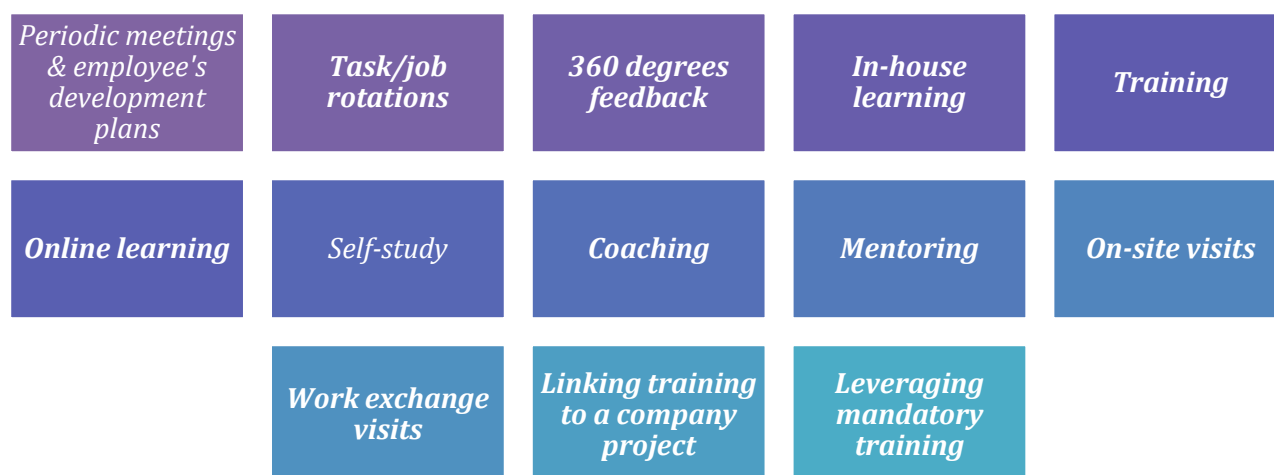 Periodic meetings
& employee's
development
plans
Task/job
rotations
360 degrees
feedback
In-house
learning
Training
Online learning
Self-study
Coaching
Mentoring
On-site visits
Work exchange
visits
Linking training
to a company
project
Leveraging
mandatory
training